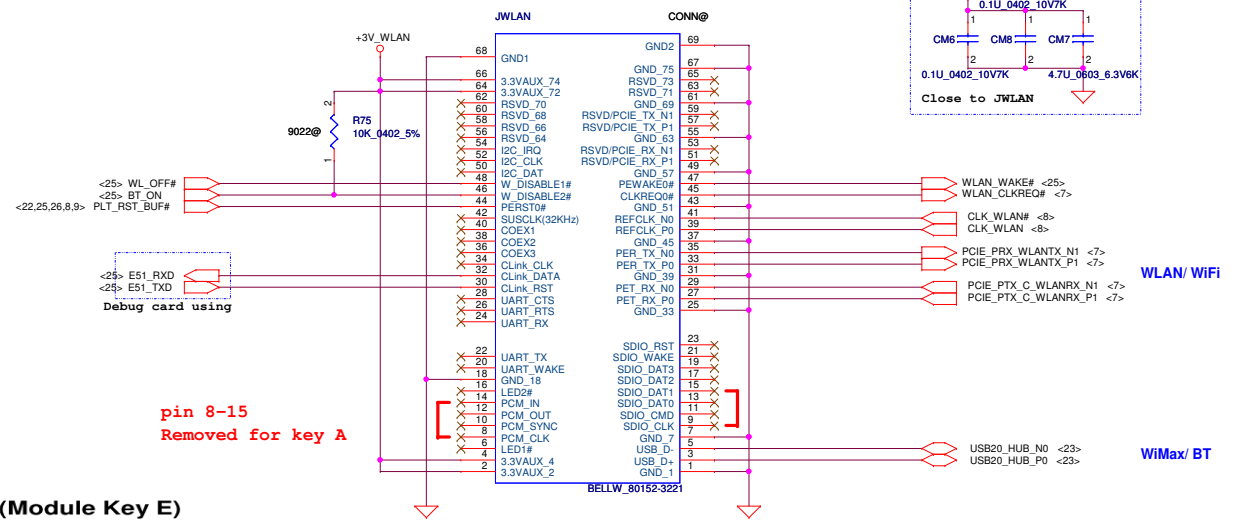 0.1U_0402_10V7K
JWLAN CONN@
1 1 1
CM6 CM8 CM7
2 2 2
0.1U_0402_10V7K 4.7U_0603_6.3V6K
Close to JWLAN
+3V_WLAN
68 GND1 GND2 69
GND_75 67
66 3.3VAUX_74 RSVD_73 65
64 3.3VAUX_72 RSVD_71 63
62 RSVD_70 GND_69 61
60 RSVD_68 RSVD/PCIE_TX_N1 59
58 RSVD_66 RSVD/PCIE_TX_P1 57
56 RSVD_64 GND_63 55
54 I2C_IRQ RSVD/PCIE_RX_N1 53
52 I2C_CLK RSVD/PCIE_RX_P1 51
50 I2C_DAT GND_57 49
2
R75
9022@ 10K_0402_5%
1
<25> WL_OFF# 48 W_DISABLE1# PEWAKE0# 47 WLAN_WAKE# <25>
<25> BT_ON 46 W_DISABLE2# CLKREQ0# 45 WLAN_CLKREQ# <7>
<22,25,26,8,9> PLT_RST_BUF# 44 PERST0# GND_51 43
42 SUSCLK(32KHz) REFCLK_N0 41 CLK_WLAN# <8>
40 COEX1 REFCLK_P0 39 CLK_WLAN <8>
38 COEX2 GND_45 37
36 COEX3 PER_TX_N0 35 PCIE_PRX_WLANTX_N1 <7>
34 CLink_CLK PER_TX_P0 33 PCIE_PRX_WLANTX_P1 <7>
<25> E51_RXD 32 CLink_DATA GND_39 31
<25> E51_TXD 30 CLink_RST PET_RX_N0 29 PCIE_PTX_C_WLANRX_N1 <7>
28 UART_CTS PET_RX_P0 27 PCIE_PTX_C_WLANRX_P1 <7>
26 UART_RTS GND_33 25
24 UART_RX
WLAN/ WiFi
Debug card using
SDIO_RST 23
22 UART_TX SDIO_WAKE 21
20 UART_WAKE SDIO_DAT3 19
18 GND_18 SDIO_DAT2 17
16 LED2# SDIO_DAT1 15
14 PCM_IN SDIO_DAT0 13
12 PCM_OUT SDIO_CMD 11
10 PCM_SYNC SDIO_CLK 9
8 PCM_CLK GND_7 7
6 LED1# USB_D- 5 USB20_HUB_N0 <23>
4 3.3VAUX_4 USB_D+ 3 USB20_HUB_P0 <23>
2 3.3VAUX_2 GND_1 1
pin 8-15
Removed for key A
WiMax/ BT
BELLW_80152-3221
(Module Key E)